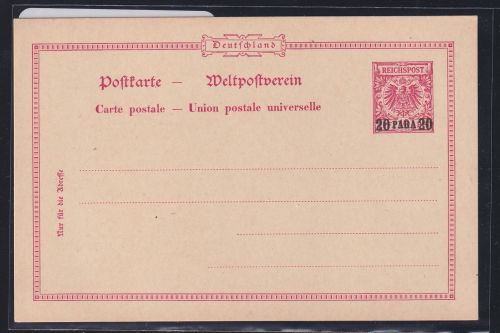 Deutschland
Postkarte — Weltpostverein
Carte postale — Union postale universelle
REICHSPOST
20 PARA 20
Nur für die Adresse